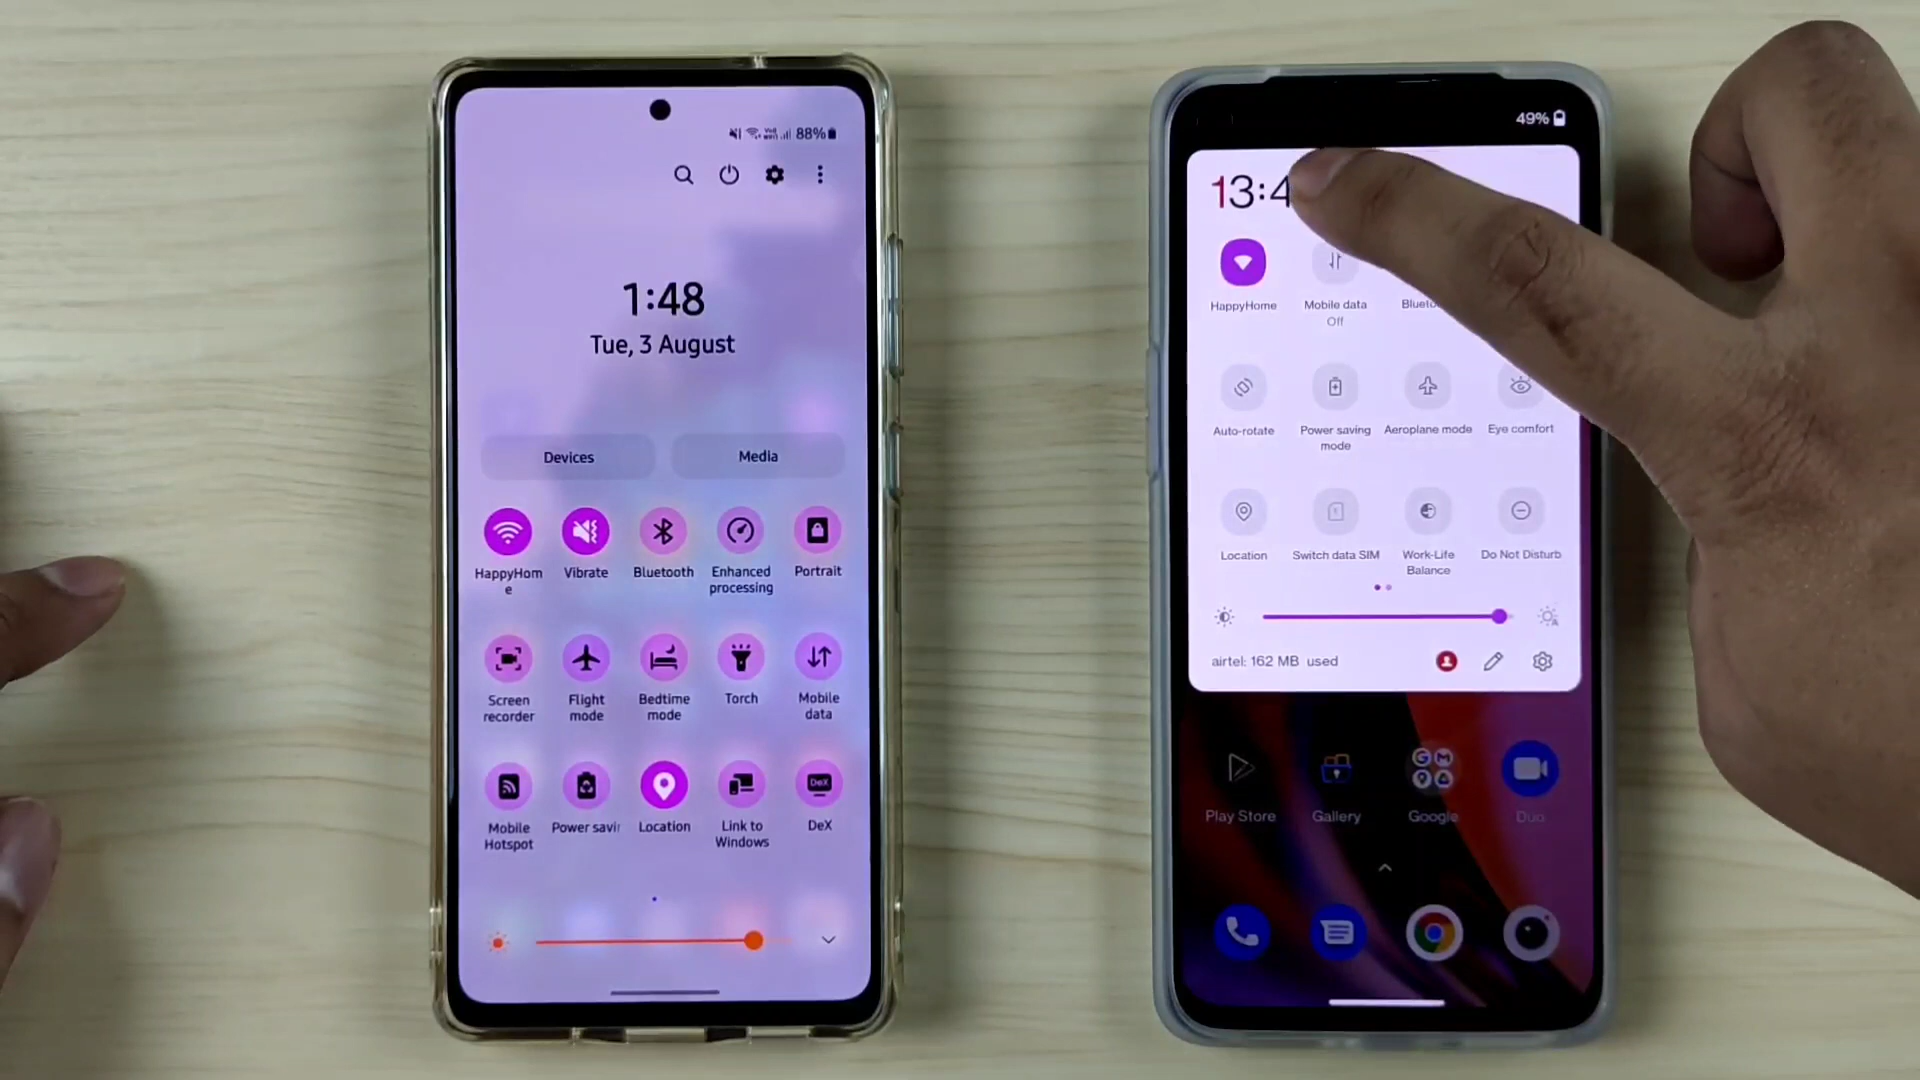 88%
1:48
Tue, 3 August
Devices
Media
HappyHom
e
Vibrate
Bluetooth
Enhanced
processing
Portrait
Screen
recorder
Flight
mode
Bedtime
mode
Torch
Mobile
data
Mobile
Hotspot
Power savi
Location
Link to
Windows
DeX
DeX
49%
13:4
HappyHome
Mobile data
Off
Blueto
Auto-rotate
Power saving
mode
Aeroplane mode
Eye comfort
Location
Switch data SIM
Work-Life
Balance
Do Not Disturb
airtel: 162 MB used
Play Store
Gallery
Google
Duo